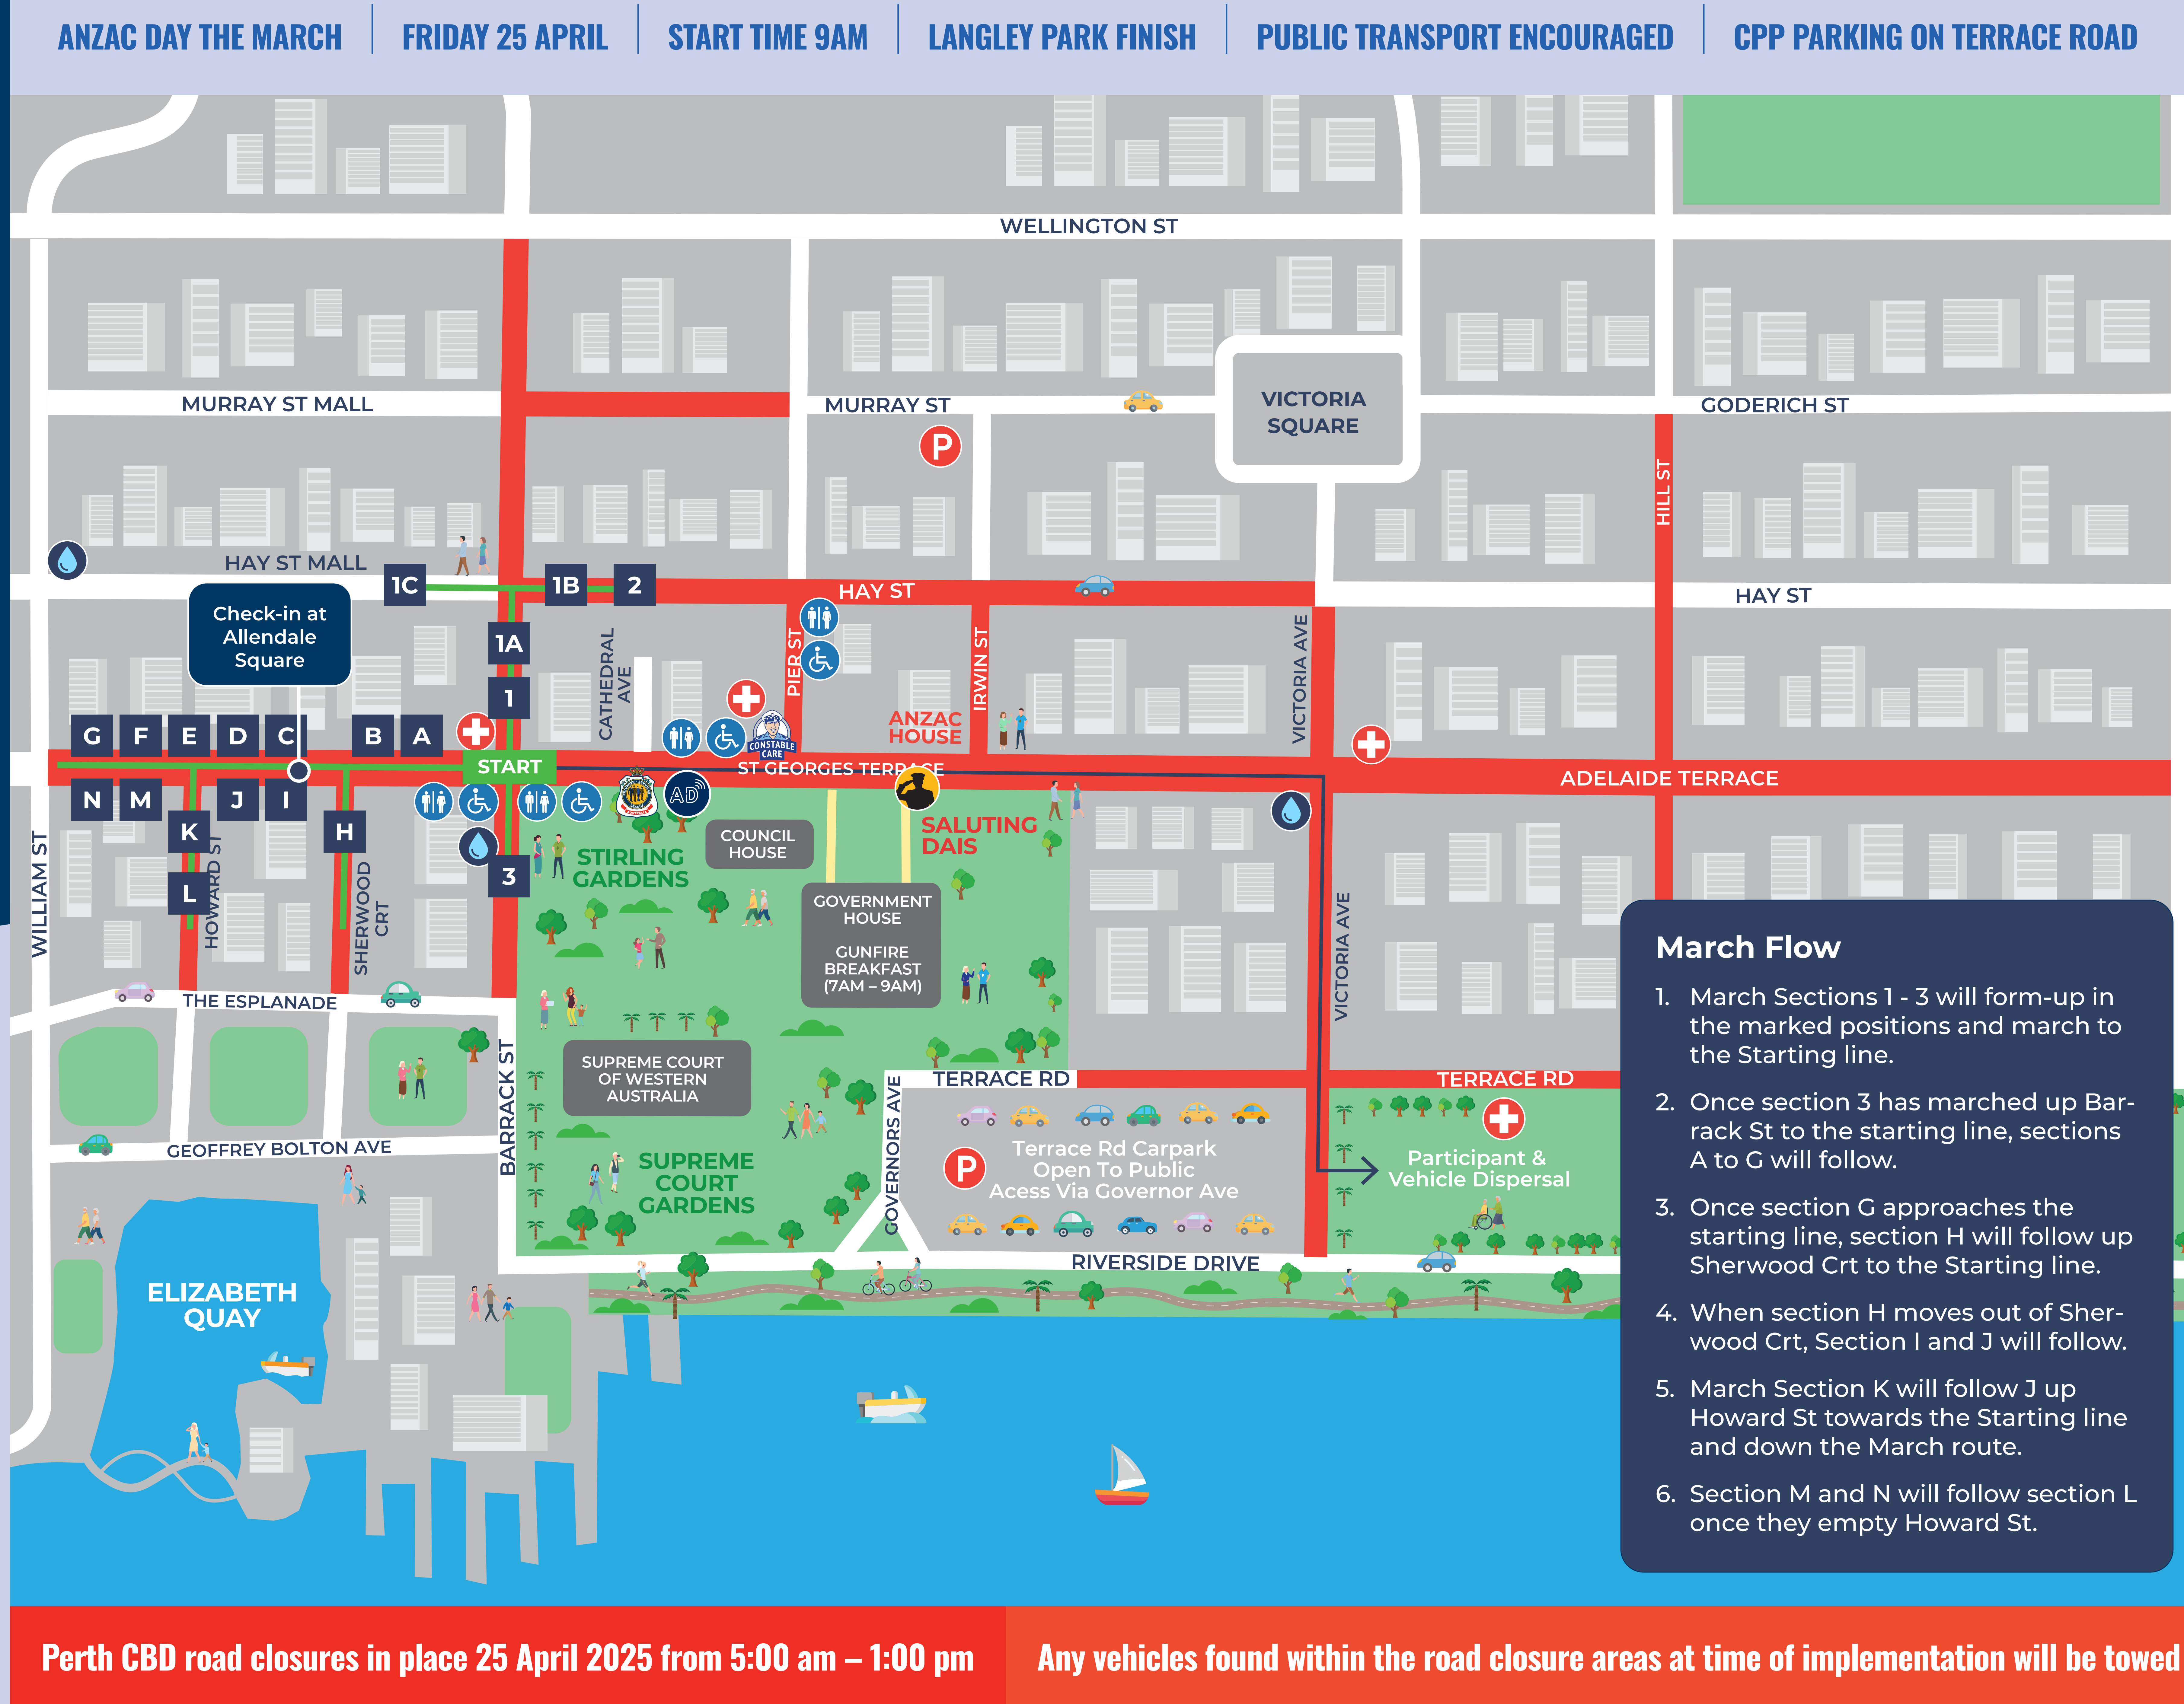 ANZAC DAY THE MARCH
FRIDAY 25 APRIL
START TIME 9AM
LANGLEY PARK FINISH
PUBLIC TRANSPORT ENCOURAGED
CPP PARKING ON TERRACE ROAD
WELLINGTON ST
MURRAY ST MALL
MURRAY ST
VICTORIA
SQUARE
GODERICH ST
P
HILL ST
HAY ST MALL
1C
1B
2
HAY ST
HAY ST
Check-in at
Allendale
Square
1A
1
CATHEDRAL
AVE
PIER ST
IRWIN ST
VICTORIA AVE
ANZAC
HOUSE
G
F
E
D
C
B
A
CONSTABLE
CARE
START
ST GEORGES TERRACE
ADELAIDE TERRACE
N
M
J
I
AD
K
H
L
3
WILLIAM ST
HOWARD ST
SHERWOOD
CRT
STIRLING
GARDENS
COUNCIL
HOUSE
SALUTING
DAIS
GOVERNMENT
HOUSE
GUNFIRE
BREAKFAST
(7AM – 9AM)
VICTORIA AVE
THE ESPLANADE
BARRACK ST
SUPREME COURT
OF WESTERN
AUSTRALIA
TERRACE RD
TERRACE RD
GOVERNORS AVE
P
Terrace Rd Carpark
Open To Public
Acess Via Governor Ave
Participant &
Vehicle Dispersal
GEOFFREY BOLTON AVE
SUPREME
COURT
GARDENS
RIVERSIDE DRIVE
ELIZABETH
QUAY
March Flow
1. March Sections 1 - 3 will form-up in
the marked positions and march to
the Starting line.
2. Once section 3 has marched up Bar-
rack St to the starting line, sections
A to G will follow.
3. Once section G approaches the
starting line, section H will follow up
Sherwood Crt to the Starting line.
4. When section H moves out of Sher-
wood Crt, Section I and J will follow.
5. March Section K will follow J up
Howard St towards the Starting line
and down the March route.
6. Section M and N will follow section L
once they empty Howard St.
Perth CBD road closures in place 25 April 2025 from 5:00 am – 1:00 pm
Any vehicles found within the road closure areas at time of implementation will be towed